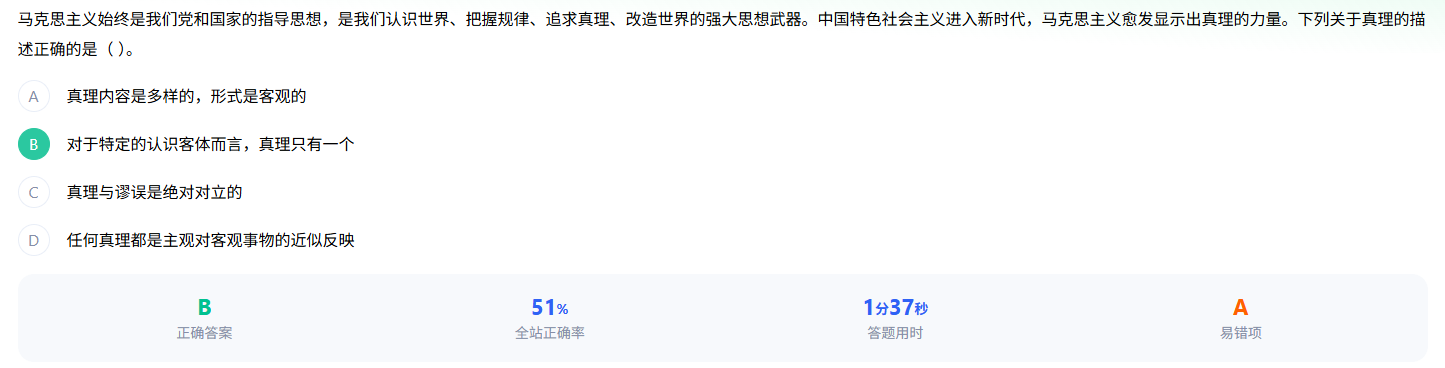 马克思主义始终是我们党和国家的指导思想，是我们认识世界、把握规律、追求真理、改造世界的强大思想武器。中国特色社会主义进入新时代，马克思主义愈发显示出真理的力量。下列关于真理的描
述正确的是（ ）。
A 真理内容是多样的，形式是客观的
B 对于特定的认识客体而言，真理只有一个
C 真理与谬误是绝对对立的
D 任何真理都是主观对客观事物的近似反映
B 51% 1分37秒 A
正确答案 全站正确率 答题用时 易错项